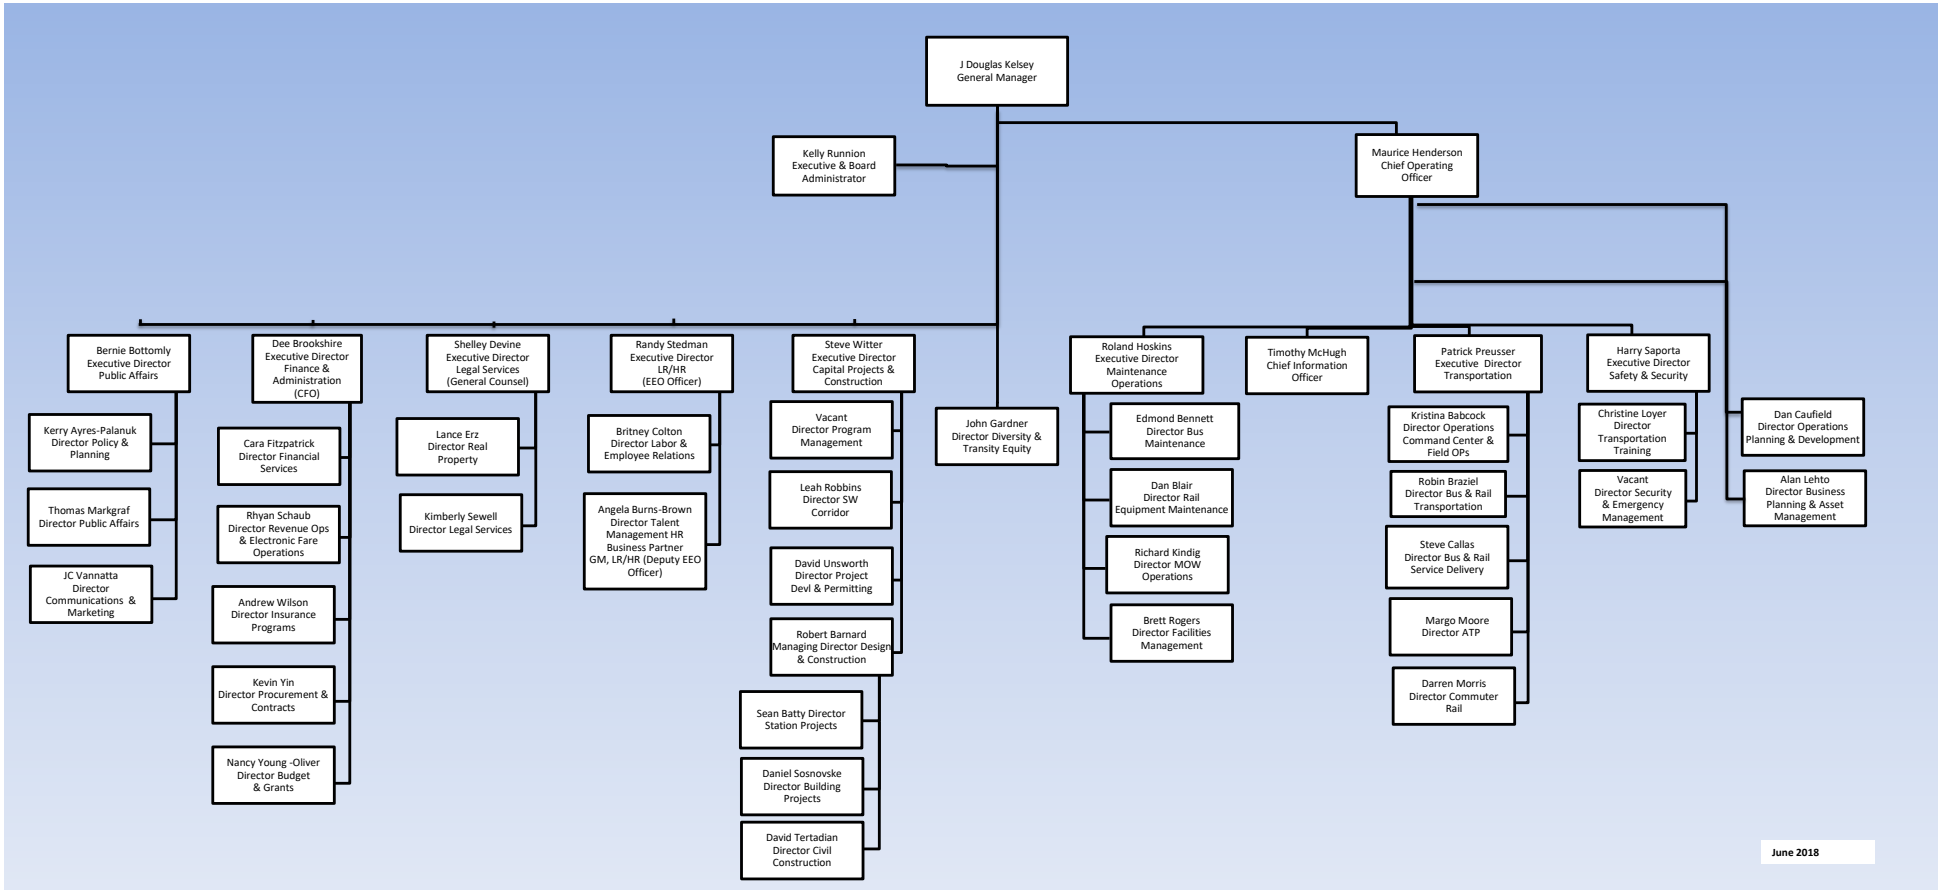 J Douglas Kelsey
General Manager
Kelly Runnion
Executive & Board
Administrator
Maurice Henderson
Chief Operating
Officer
Bernie Bottomly
Executive Director
Public Affairs
Kerry Ayres-Palanuk
Director Policy &
Planning
Thomas Markgraf
Director Public Affairs
JC Vannatta
Director
Communications  &
Marketing
Dee Brookshire
Executive Director
Finance &
Administration
(CFO)
Cara Fitzpatrick
Director Financial
Services
Rhyan Schaub
Director Revenue Ops
& Electronic Fare
Operations
Andrew Wilson
Director Insurance
Programs
Kevin Yin
Director Procurement &
Contracts
Nancy Young -Oliver
Director Budget
& Grants
Shelley Devine
Executive Director
Legal Services
(General Counsel)
Lance Erz
Director Real
Property
Kimberly Sewell
Director Legal Services
Randy Stedman
Executive Director
LR/HR
(EEO Officer)
Britney Colton
Director Labor &
Employee Relations
Angela Burns-Brown
Director Talent
Management HR
Business Partner
GM, LR/HR (Deputy EEO
Officer)
Steve Witter
Executive Director
Capital Projects &
Construction
Vacant
Director Program
Management
Leah Robbins
Director SW
Corridor
David Unsworth
Director Project
Devl & Permitting
Robert Barnard
Managing Director Design
& Construction
Sean Batty Director
Station Projects
Daniel Sosnovske
Director Building
Projects
David Tertadian
Director Civil
Construction
John Gardner
Director Diversity &
Transity Equity
Roland Hoskins
Executive Director
Maintenance
Operations
Edmond Bennett
Director Bus
Maintenance
Dan Blair
Director Rail
Equipment Maintenance
Richard Kindig
Director MOW
Operations
Brett Rogers
Director Facilities
Management
Timothy McHugh
Chief Information
Officer
Patrick Preusser
Executive  Director
Transportation
Kristina Babcock
Director Operations
Command Center &
Field OPs
Robin Braziel
Director Bus & Rail
Transportation
Steve Callas
Director Bus & Rail
Service Delivery
Margo Moore
Director ATP
Darren Morris
Director Commuter
Rail
Harry Saporta
Executive Director
Safety & Security
Christine Loyer
Director
Transportation
Training
Vacant
Director Security
& Emergency
Management
Dan Caufield
Director Operations
Planning & Development
Alan Lehto
Director Business
Planning & Asset
Management
June 2018